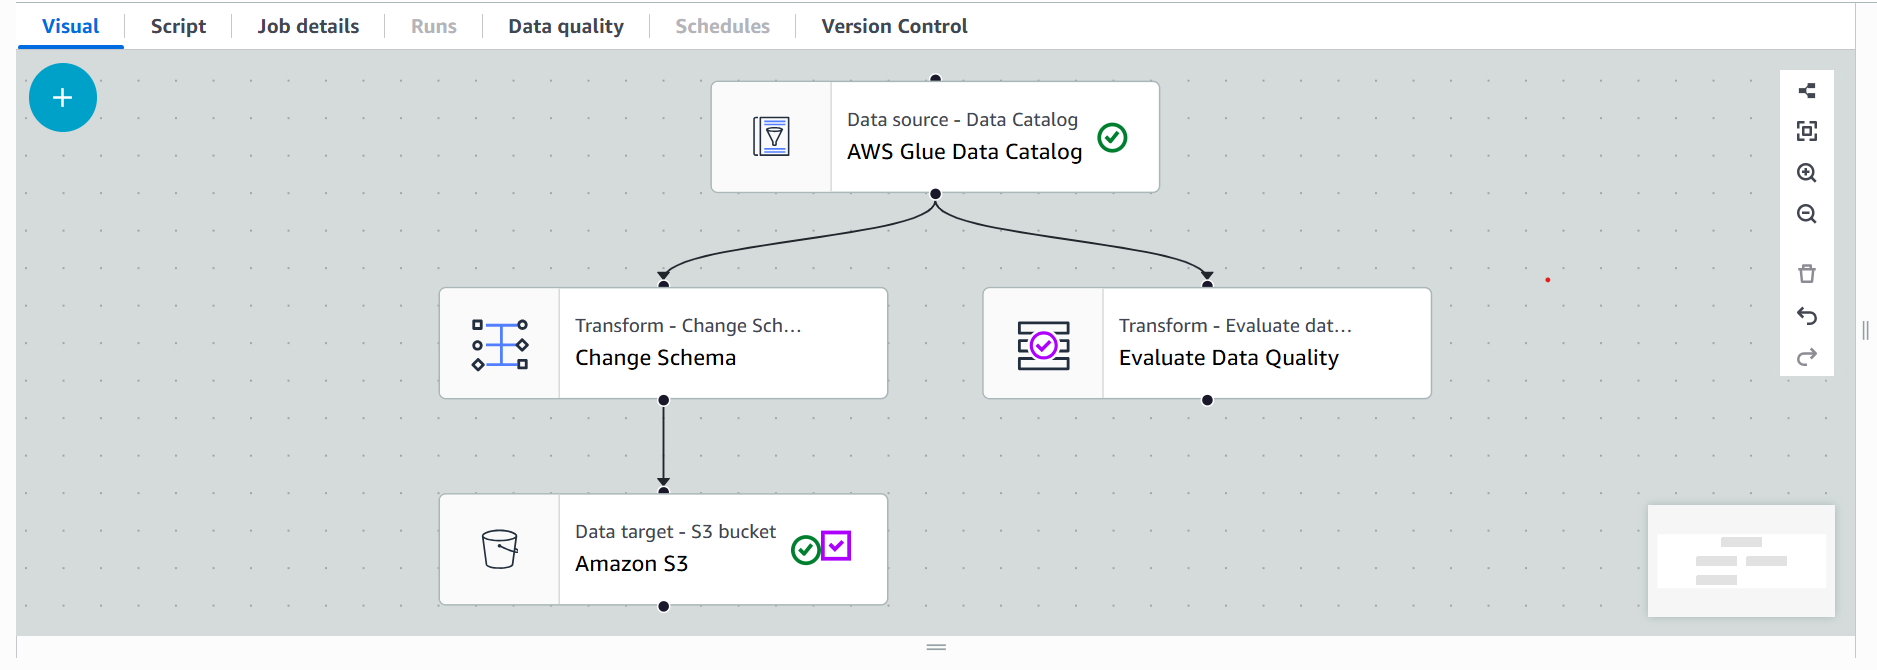 Visual Script Job details Runs Data quality Schedules Version Control
Data source - Data Catalog
AWS Glue Data Catalog
Transform - Change Sch...
Change Schema
Transform - Evaluate dat...
Evaluate Data Quality
Data target - S3 bucket
Amazon S3